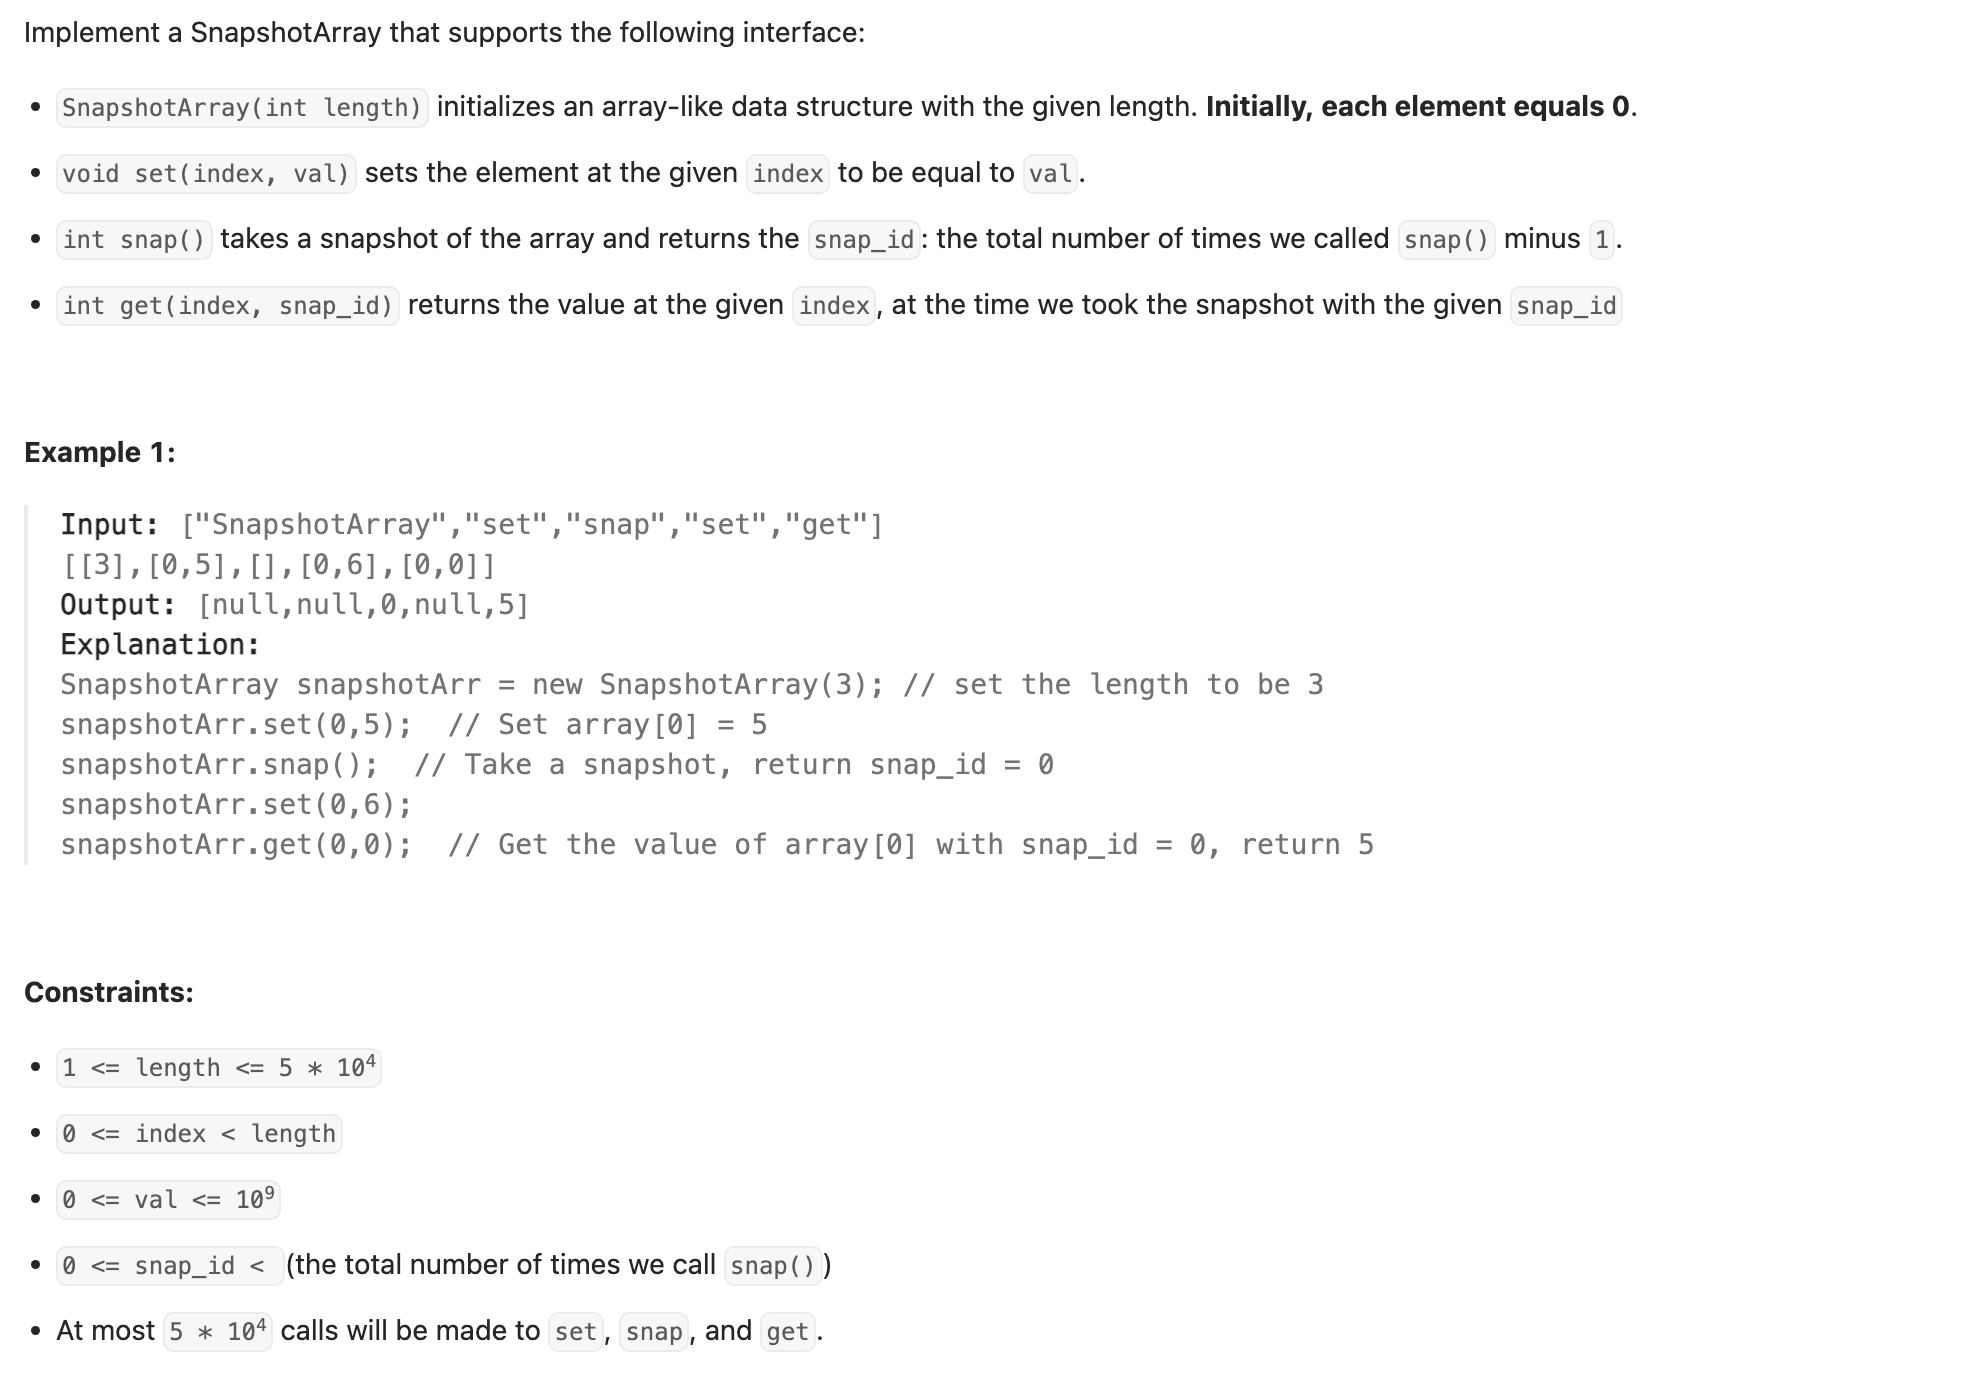 Implement a SnapshotArray that supports the following interface:
• SnapshotArray(int length) initializes an array-like data structure with the given length. Initially, each element equals 0.
• void set(index, val) sets the element at the given index to be equal to val.
• int snap() takes a snapshot of the array and returns the snap_id: the total number of times we called snap() minus 1.
• int get(index, snap_id) returns the value at the given index, at the time we took the snapshot with the given snap_id
Example 1:
Input: ["SnapshotArray","set","snap","set","get"]
[[3],[0,5],[],[0,6],[0,0]]
Output: [null,null,0,null,5]
Explanation:
SnapshotArray snapshotArr = new SnapshotArray(3); // set the length to be 3
snapshotArr.set(0,5);  // Set array[0] = 5
snapshotArr.snap();  // Take a snapshot, return snap_id = 0
snapshotArr.set(0,6);
snapshotArr.get(0,0);  // Get the value of array[0] with snap_id = 0, return 5
Constraints:
• 1 <= length <= 5 * 10⁴
• 0 <= index < length
• 0 <= val <= 10⁹
• 0 <= snap_id < (the total number of times we call snap())
• At most 5 * 10⁴ calls will be made to set, snap, and get.